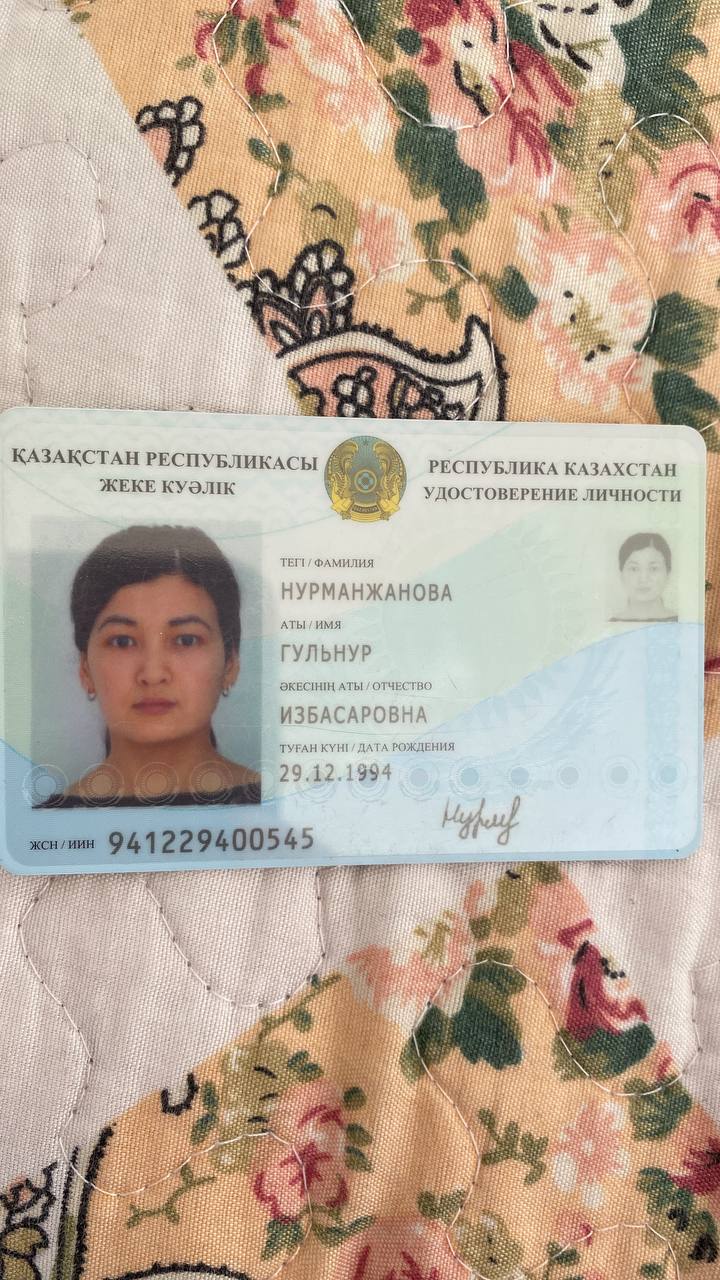 ҚАЗАҚСТАН РЕСПУБЛИКАСЫ
ЖЕКЕ КУӘЛІК
РЕСПУБЛИКА КАЗАХСТАН
УДОСТОВЕРЕНИЕ ЛИЧНОСТИ
ТЕГІ / ФАМИЛИЯ
НУРМАНЖАНОВА
АТЫ / ИМЯ
ГУЛЬНУР
ӘКЕСІНІҢ АТЫ / ОТЧЕСТВО
ИЗБАСАРОВНА
ТУҒАН КҮНІ / ДАТА РОЖДЕНИЯ
29.12.1994
ЖСН / ИИН 941229400545